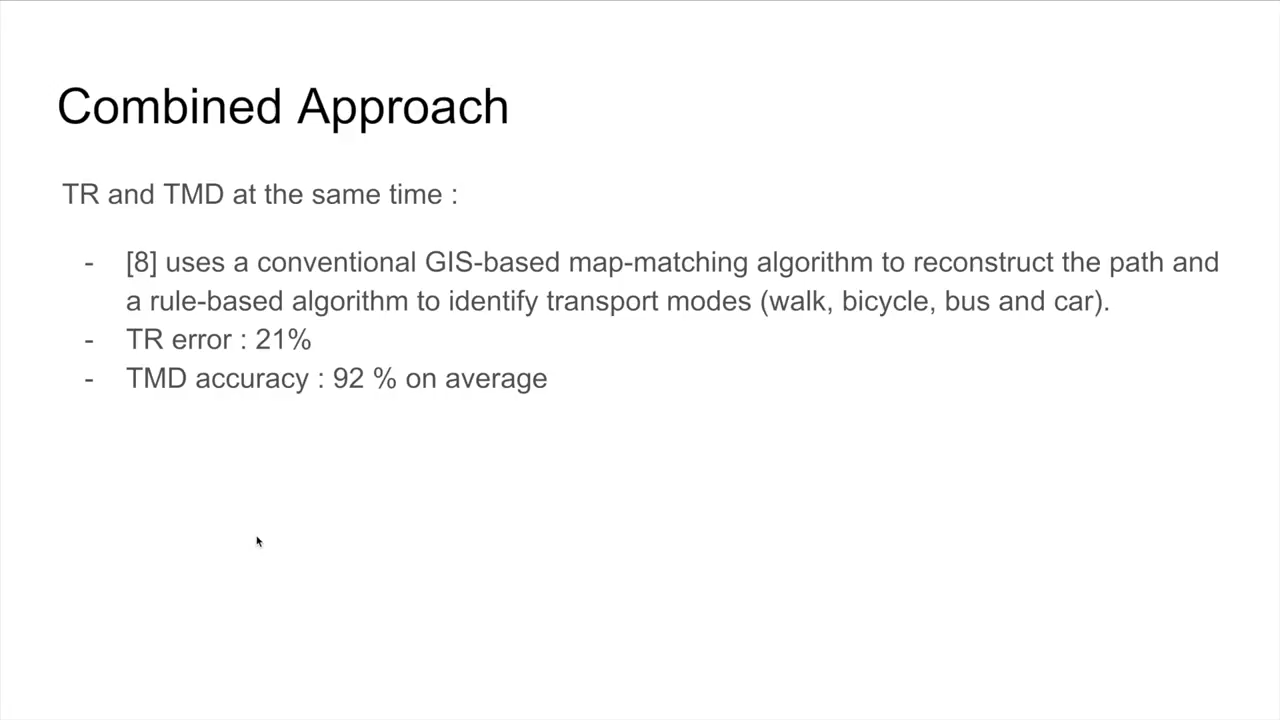 Combined Approach
TR and TMD at the same time :
- [8] uses a conventional GIS-based map-matching algorithm to reconstruct the path and
a rule-based algorithm to identify transport modes (walk, bicycle, bus and car).
- TR error : 21%
- TMD accuracy : 92 % on average